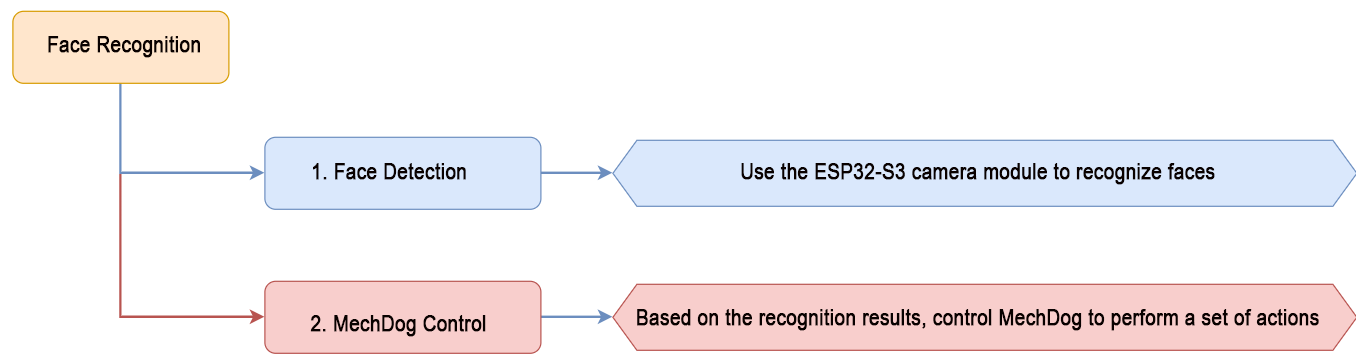 Face Recognition
1. Face Detection
Use the ESP32-S3 camera module to recognize faces
2. MechDog Control
Based on the recognition results, control MechDog to perform a set of actions